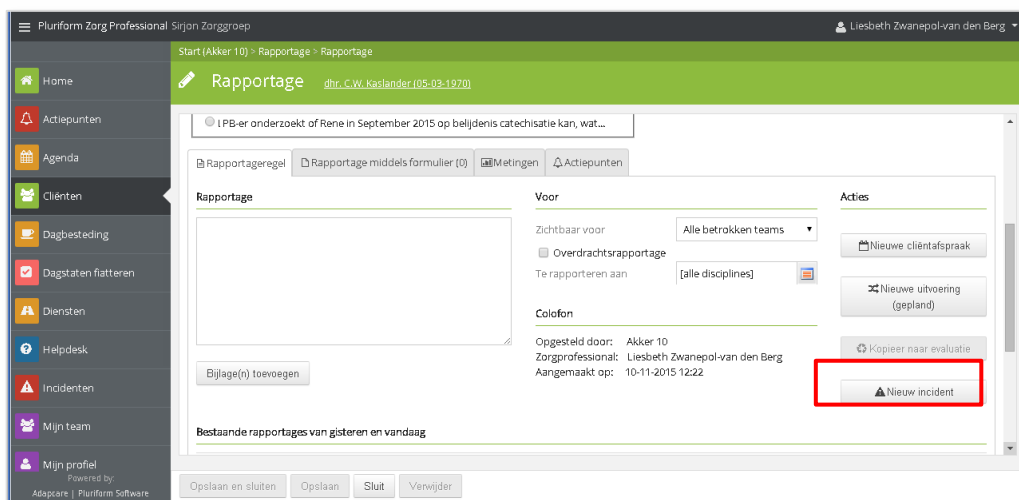 Pluriform Zorg Professional Sirjon Zorggroep
Liesbeth Zwanepol-van den Berg
Start (Akker 10) > Rapportage > Rapportage
Rapportage dhr. C.W. Kaslander (05-03-1970)
Home
Actiepunten
Agenda
Cliënten
Dagbesteding
Dagstaten fiatteren
Diensten
Helpdesk
Incidenten
Mijn team
Mijn profiel
Powered by:
Adapcare | Pluriform Software
PB-er onderzoekt of Rene in September 2015 op belijdenis catechisatie kan, wat...
Rapportageregel
Rapportage middels formulier (0)
Metingen
Actiepunten
Rapportage
Bijlage(n) toevoegen
Voor
Zichtbaar voor Alle betrokken teams
Overdrachtsrapportage
Te rapporteren aan [alle disciplines]
Colofon
Opgesteld door: Akker 10
Zorgprofessional: Liesbeth Zwanepol-van den Berg
Aangemaakt op: 10-11-2015 12:22
Acties
Nieuwe cliëntafspraak
Nieuwe uitvoering
(gepland)
Kopieer naar evaluatie
Nieuw incident
Bestaande rapportages van gisteren en vandaag
Opslaan en sluiten
Opslaan
Sluit
Verwijder